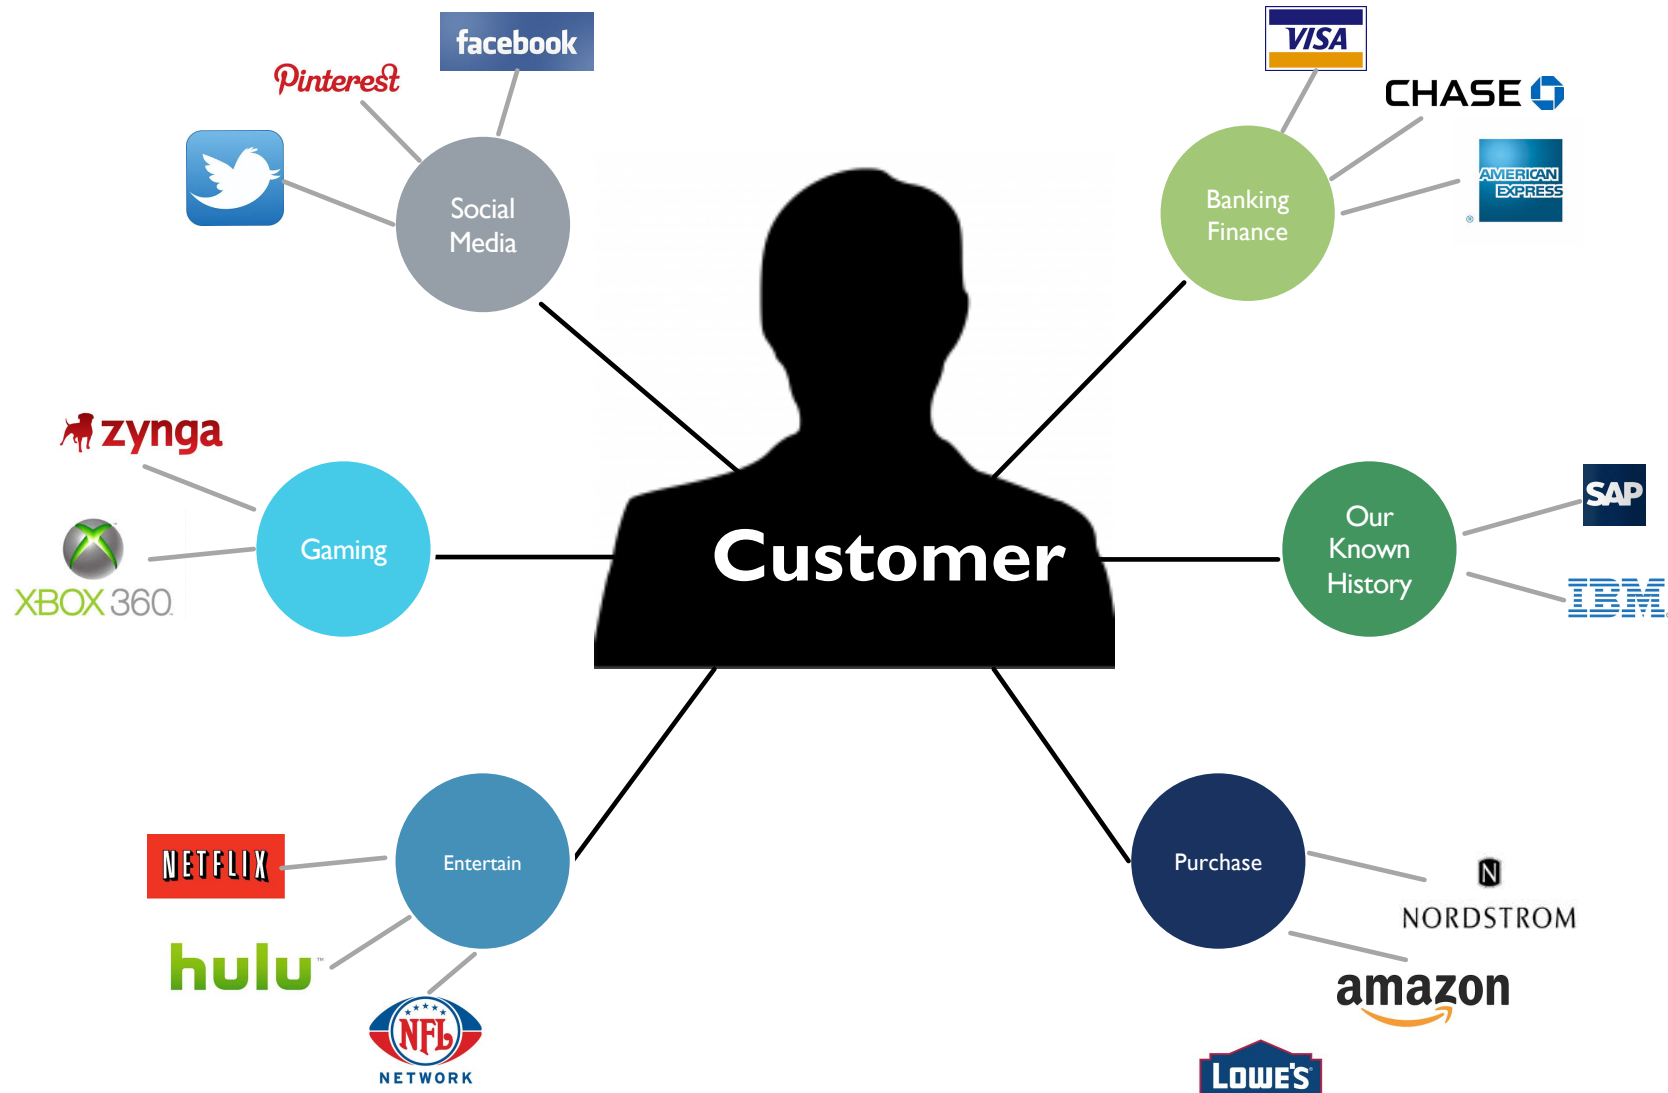 facebook
Pinterest
Social
Media
VISA
CHASE
AMERICAN
EXPRESS
®
Banking
Finance
zynga
XBOX 360
Gaming
Customer
Our
Known
History
SAP
IBM
NETFLIX
hulu™
Entertain
NFL
NETWORK
Purchase
N
NORDSTROM
amazon
LOWE'S